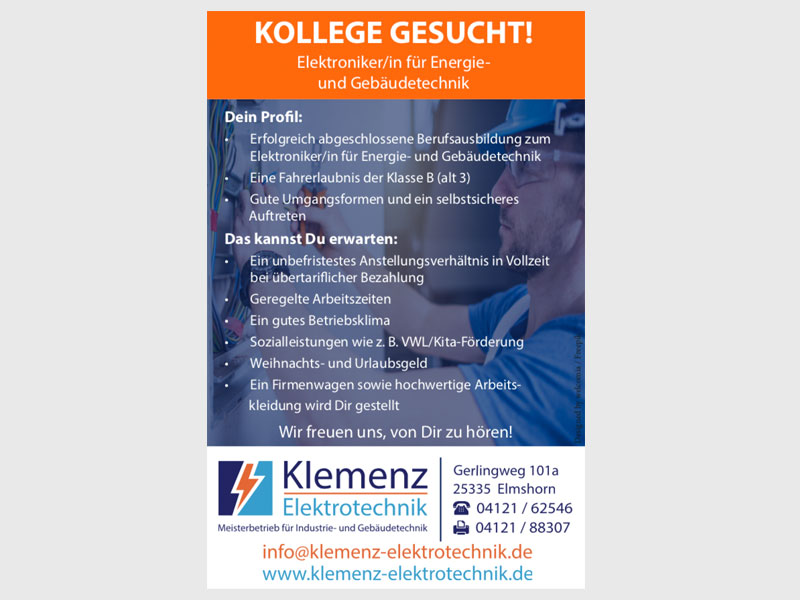 KOLLEGE GESUCHT!
Elektroniker/in für Energie-
und Gebäudetechnik
Dein Profil:
• Erfolgreich abgeschlossene Berufsausbildung zum
Elektroniker/in für Energie- und Gebäudetechnik
• Eine Fahrerlaubnis der Klasse B (alt 3)
• Gute Umgangsformen und ein selbstsicheres
Auftreten
Das kannst Du erwarten:
• Ein unbefristestes Anstellungsverhältnis in Vollzeit
bei übertariflicher Bezahlung
• Geregelte Arbeitszeiten
• Ein gutes Betriebsklima
• Sozialleistungen wie z. B. VWL/Kita-Förderung
• Weihnachts- und Urlaubsgeld
• Ein Firmenwagen sowie hochwertige Arbeits-
kleidung wird Dir gestellt
Wir freuen uns, von Dir zu hören!
Klemenz
Elektrotechnik
Meisterbetrieb für Industrie- und Gebäudetechnik
Gerlingweg 101a
25335 Elmshorn
04121 / 62546
04121 / 88307
info@klemenz-elektrotechnik.de
www.klemenz-elektrotechnik.de